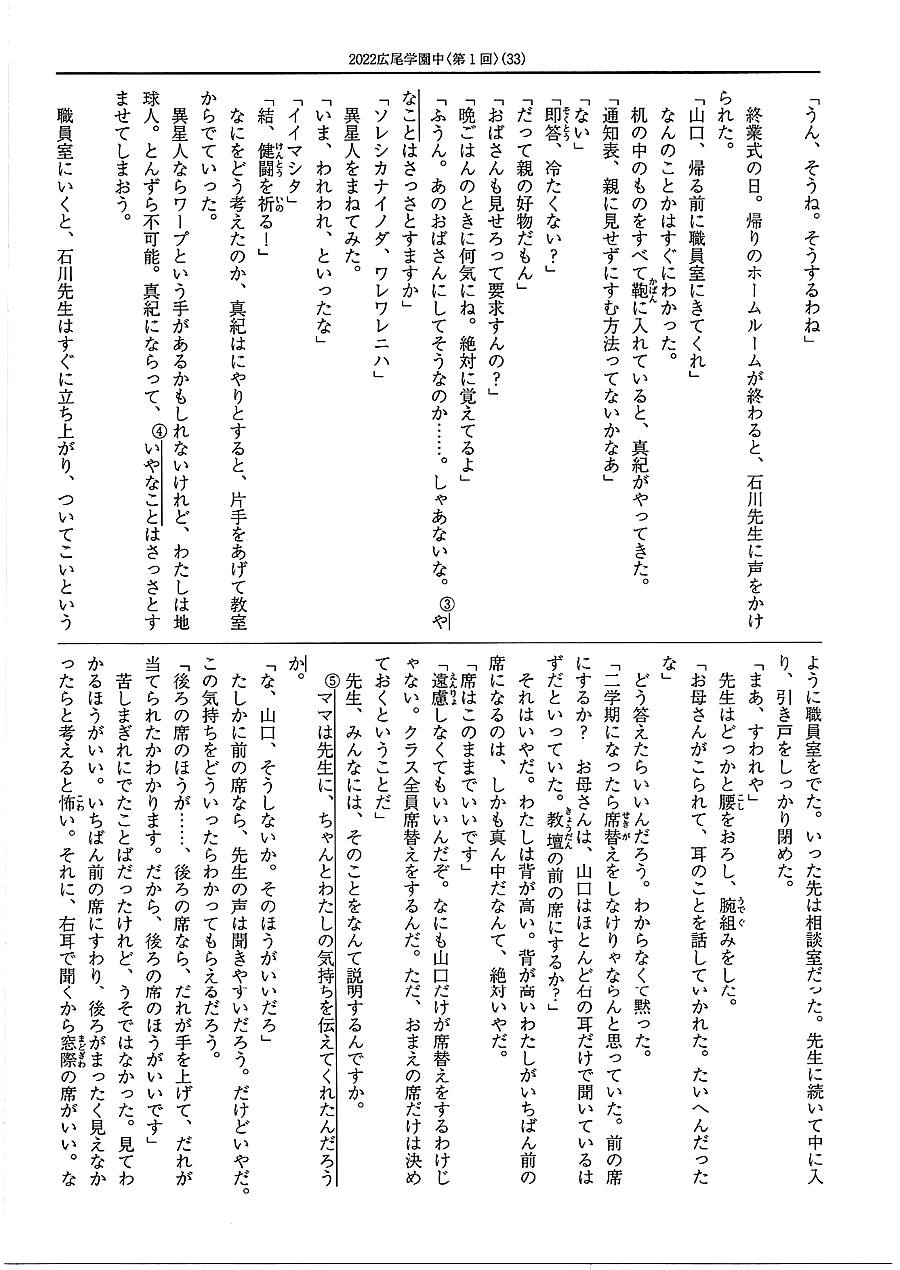 2022広尾学園中〈第１回〉(33)
「うん、そうね。そうするわね」
終業式の日。帰りのホームルームが終わると、石川先生に声をかけ
られた。
「山口、帰る前に職員室にきてくれ」
なんのことかはすぐにわかった。
机の中のものをすべて鞄に入れていると、真紀がやってきた。
「通知表、親に見せずにすむ方法ってないかなあ」
「ない」
「即答、冷たくない？」
「だって親の好物だもん」
「おばさんも見せろって要求すんの？」
「晩ごはんのときに何気にね。絶対に覚えてるよ」
「ふうん。あのおばさんにしてそうなのか……。しゃあないな。③や
なことはさっさとすますか」
「ソレシカナイノダ、ワレワレニハ」
異星人をまねてみた。
「いま、われわれ、といったな」
「イイマシタ」
「結、健闘を祈る！」
なにをどう考えたのか、真紀はにやりとすると、片手をあげて教室
からでていった。
異星人ならワープという手があるかもしれないけれど、わたしは地
球人。とんずら不可能。真紀にならって、④いやなことはさっさとす
ませてしまおう。
職員室にいくと、石川先生はすぐに立ち上がり、ついてこいという
ように職員室をでた。いった先は相談室だった。先生に続いて中に入
り、引き戸をしっかり閉めた。
「まあ、すわれや」
先生はどっかと腰をおろし、腕組みをした。
「お母さんがこられて、耳のことを話していかれた。たいへんだった
な」
どう答えたらいいんだろう。わからなくて黙った。
「二学期になったら席替えをしなけりゃならんと思っていた。前の席
にするか？　お母さんは、山口はほとんど右の耳だけで聞いているは
ずだといっていた。教壇の前の席にするか？」
それはいやだ。わたしは背が高い。背が高いわたしがいちばん前の
席になるのは、しかも真ん中だなんて、絶対いやだ。
「席はこのままでいいです」
「遠慮しなくてもいいんだぞ。なにも山口だけが席替えをするわけじ
ゃない。クラス全員席替えをするんだ。ただ、おまえの席だけは決め
ておくということだ」
先生、みんなには、そのことをなんて説明するんですか。
⑤ママは先生に、ちゃんとわたしの気持ちを伝えてくれたんだろう
か。
「な、山口、そうしないか。そのほうがいいだろ」
たしかに前の席なら、先生の声は聞きやすいだろう。だけどいやだ。
この気持ちをどういったらわかってもらえるだろう。
「後ろの席のほうが……、後ろの席なら、だれが手を上げて、だれが
当てられたかわかります。だから、後ろの席のほうがいいです」
苦しまぎれにでたことばだったけれど、うそではなかった。見てわ
かるほうがいい。いちばん前の席にすわり、後ろがまったく見えなか
ったらと考えると怖い。それに、右耳で聞くから窓際の席がいい。な